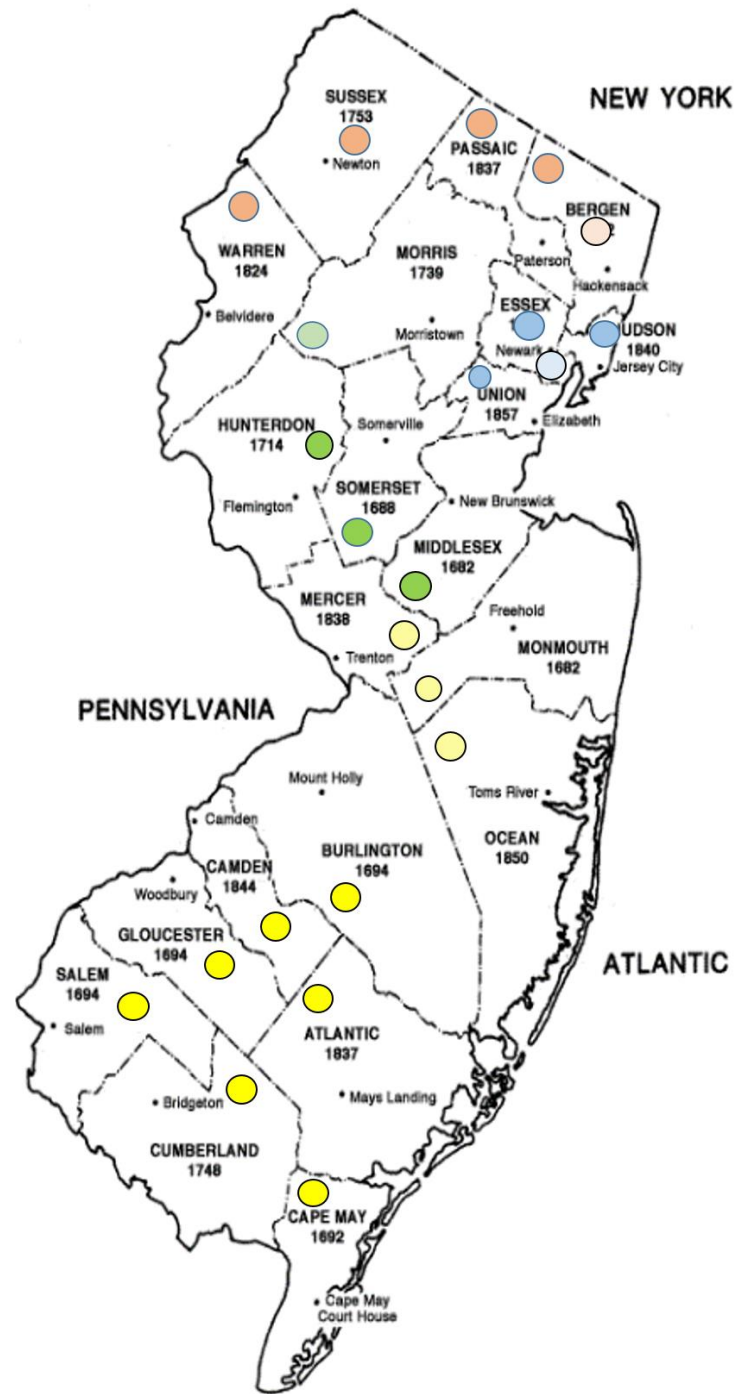 NEW YORK
SUSSEX
1753
Newton
PASSAIC
1837
BERGEN
WARREN
1824
MORRIS
1739
Paterson
Hackensack
Belvidere
ESSEX
Morristown
Newark
UDSON
1840
Jersey City
UNION
1857
Elizabeth
HUNTERDON
1714
Somerville
SOMERSET
1688
Flemington
New Brunswick
MIDDLESEX
1682
MERCER
1838
Freehold
Trenton
MONMOUTH
1682
PENNSYLVANIA
Mount Holly
Toms River
Camden
OCEAN
1850
BURLINGTON
1694
CAMDEN
1844
Woodbury
GLOUCESTER
1694
ATLANTIC
SALEM
1694
Salem
ATLANTIC
1837
Mays Landing
Bridgeton
CUMBERLAND
1748
CAPE MAY
1692
Cape May
Court House